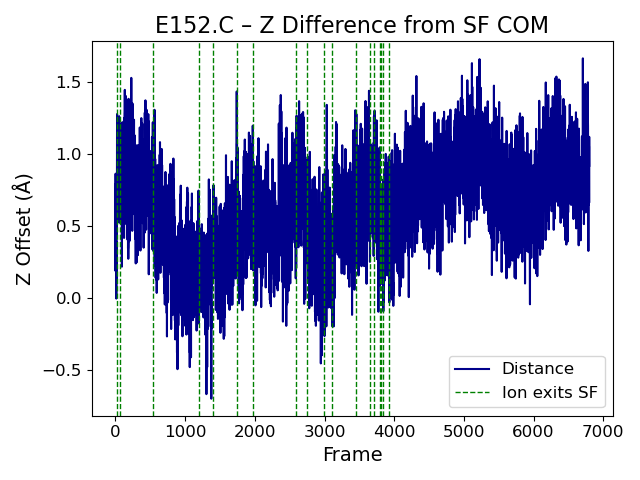 E152.C – Z Difference from SF COM
Z Offset (Å)
1.5
1.0
0.5
0.0
−0.5
Distance
Ion exits SF
0 1000 2000 3000 4000 5000 6000 7000
Frame